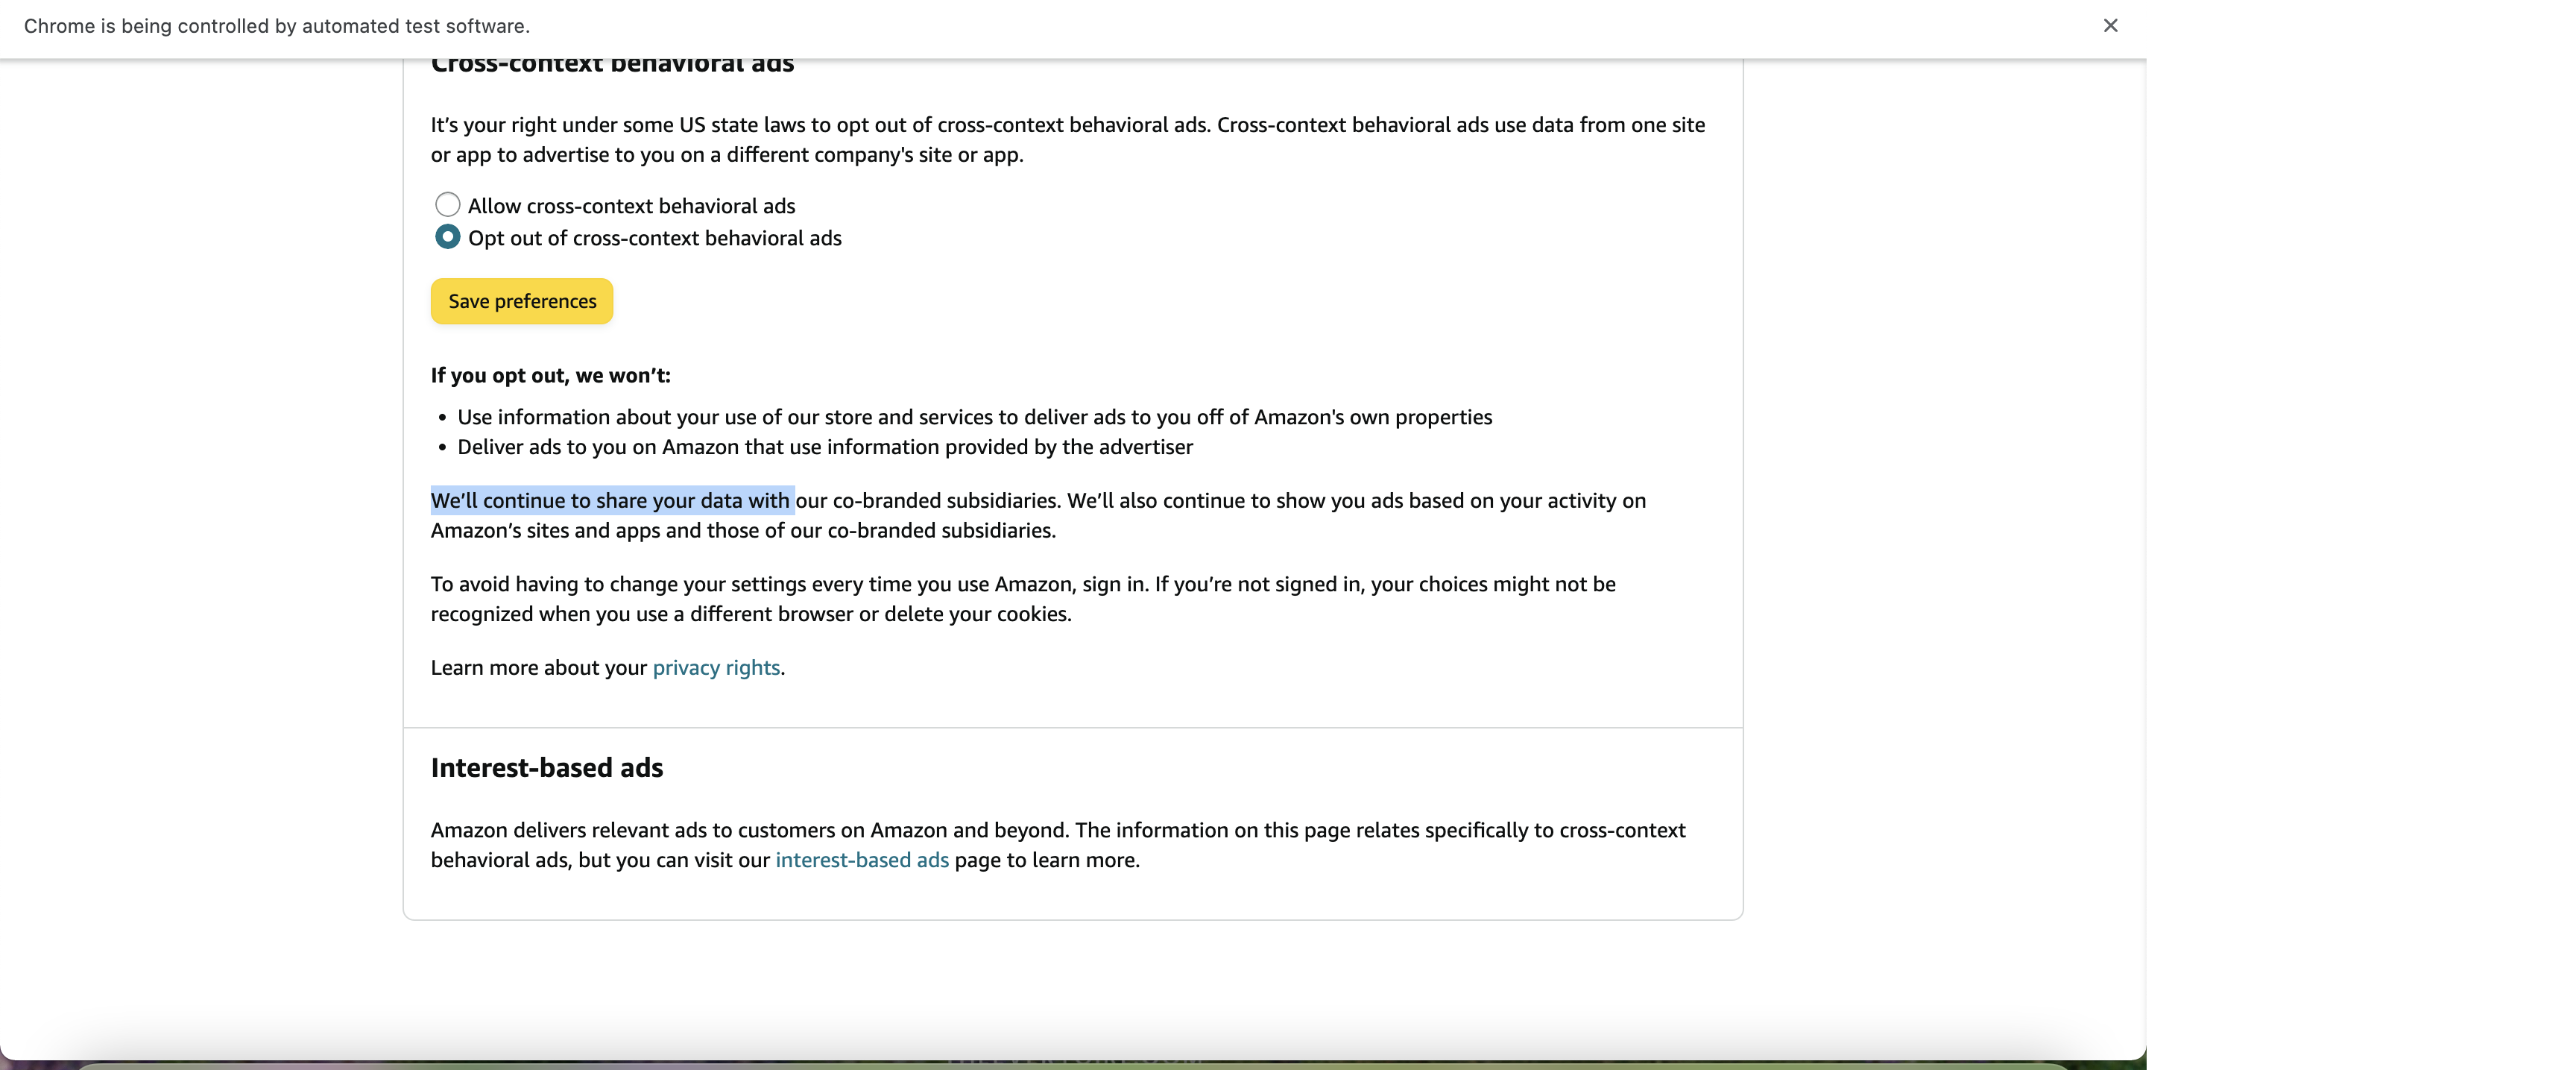 Chrome is being controlled by automated test software.
Cross-context behavioral ads
It’s your right under some US state laws to opt out of cross-context behavioral ads. Cross-context behavioral ads use data from one site
or app to advertise to you on a different company's site or app.
Allow cross-context behavioral ads
Opt out of cross-context behavioral ads
Save preferences
If you opt out, we won’t:
• Use information about your use of our store and services to deliver ads to you off of Amazon's own properties
• Deliver ads to you on Amazon that use information provided by the advertiser
We’ll continue to share your data with our co-branded subsidiaries. We’ll also continue to show you ads based on your activity on
Amazon’s sites and apps and those of our co-branded subsidiaries.
To avoid having to change your settings every time you use Amazon, sign in. If you’re not signed in, your choices might not be
recognized when you use a different browser or delete your cookies.
Learn more about your privacy rights.
Interest-based ads
Amazon delivers relevant ads to customers on Amazon and beyond. The information on this page relates specifically to cross-context
behavioral ads, but you can visit our interest-based ads page to learn more.